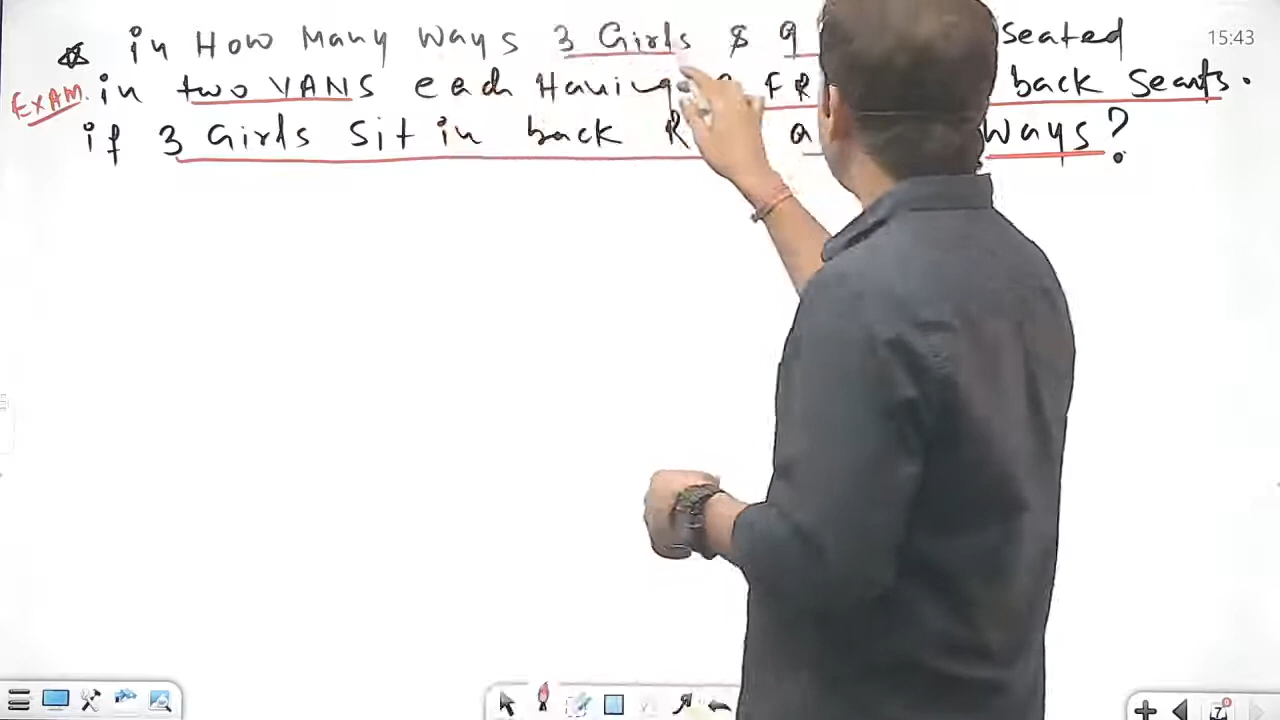 in How Many Ways 3 Girls & 9 seated
15:43
EXAM. in two VANS each Having FR back Seats.
if 3 Girls Sit in back R a ways?